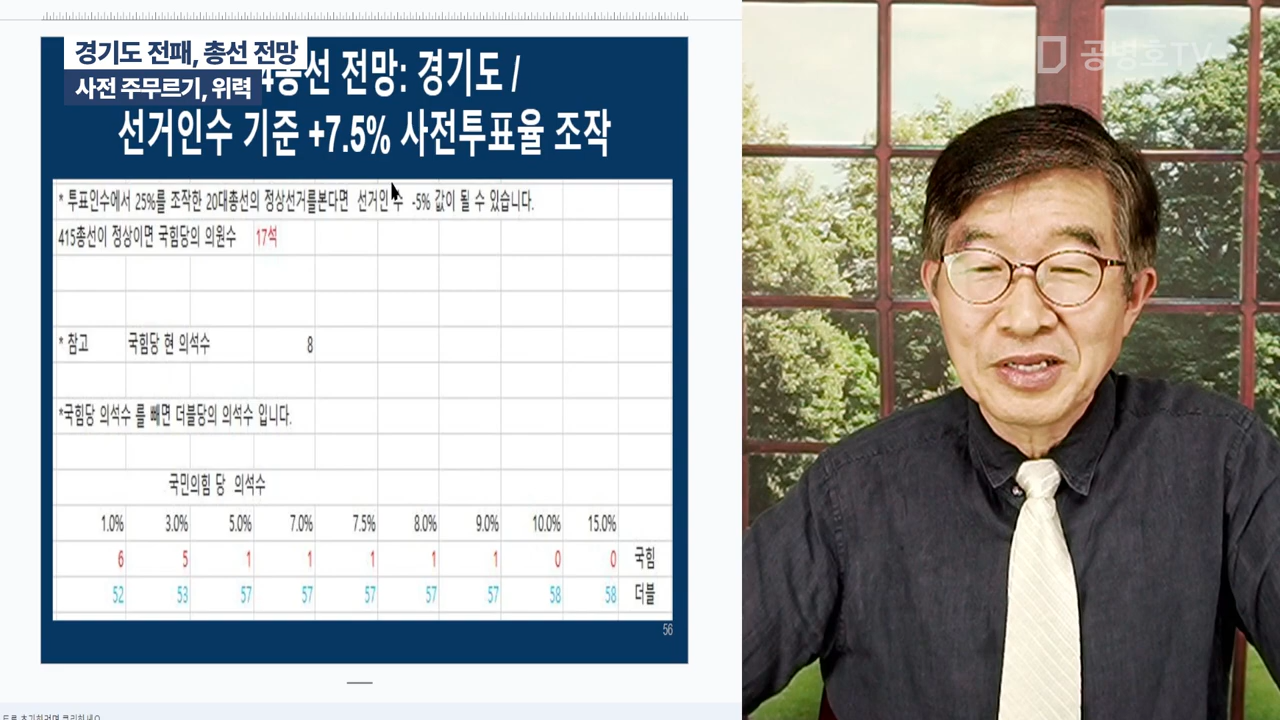 경기도 전패, 총선 전망
사전 주무르기, 위력
4총선 전망: 경기도 /
선거인수 기준 +7.5% 사전투표율 조작
* 투표인수에서 25%를 조작한 20대총선의 정상선거를본다면 선거인 수 -5% 값이 될 수 있습니다.
415총선이 정상이면 국힘당의 의원수 17석
* 참고 국힘당 현 의석수 8
*국힘당 의석수 를 빼면 더블당의 의석수 입니다.
국민의힘 당 의석수
1.0% 3.0% 5.0% 7.0% 7.5% 8.0% 9.0% 10.0% 15.0%
6 5 1 1 1 1 1 0 0 국힘
52 53 57 57 57 57 57 58 58 더블
56
공병호TV